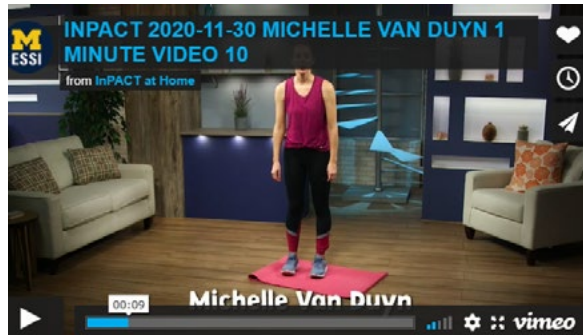 M
ESSI
INPACT 2020-11-30 MICHELLE VAN DUYN 1
MINUTE VIDEO 10
from InPACT at Home
00:09
Michelle Van Duyn
vimeo